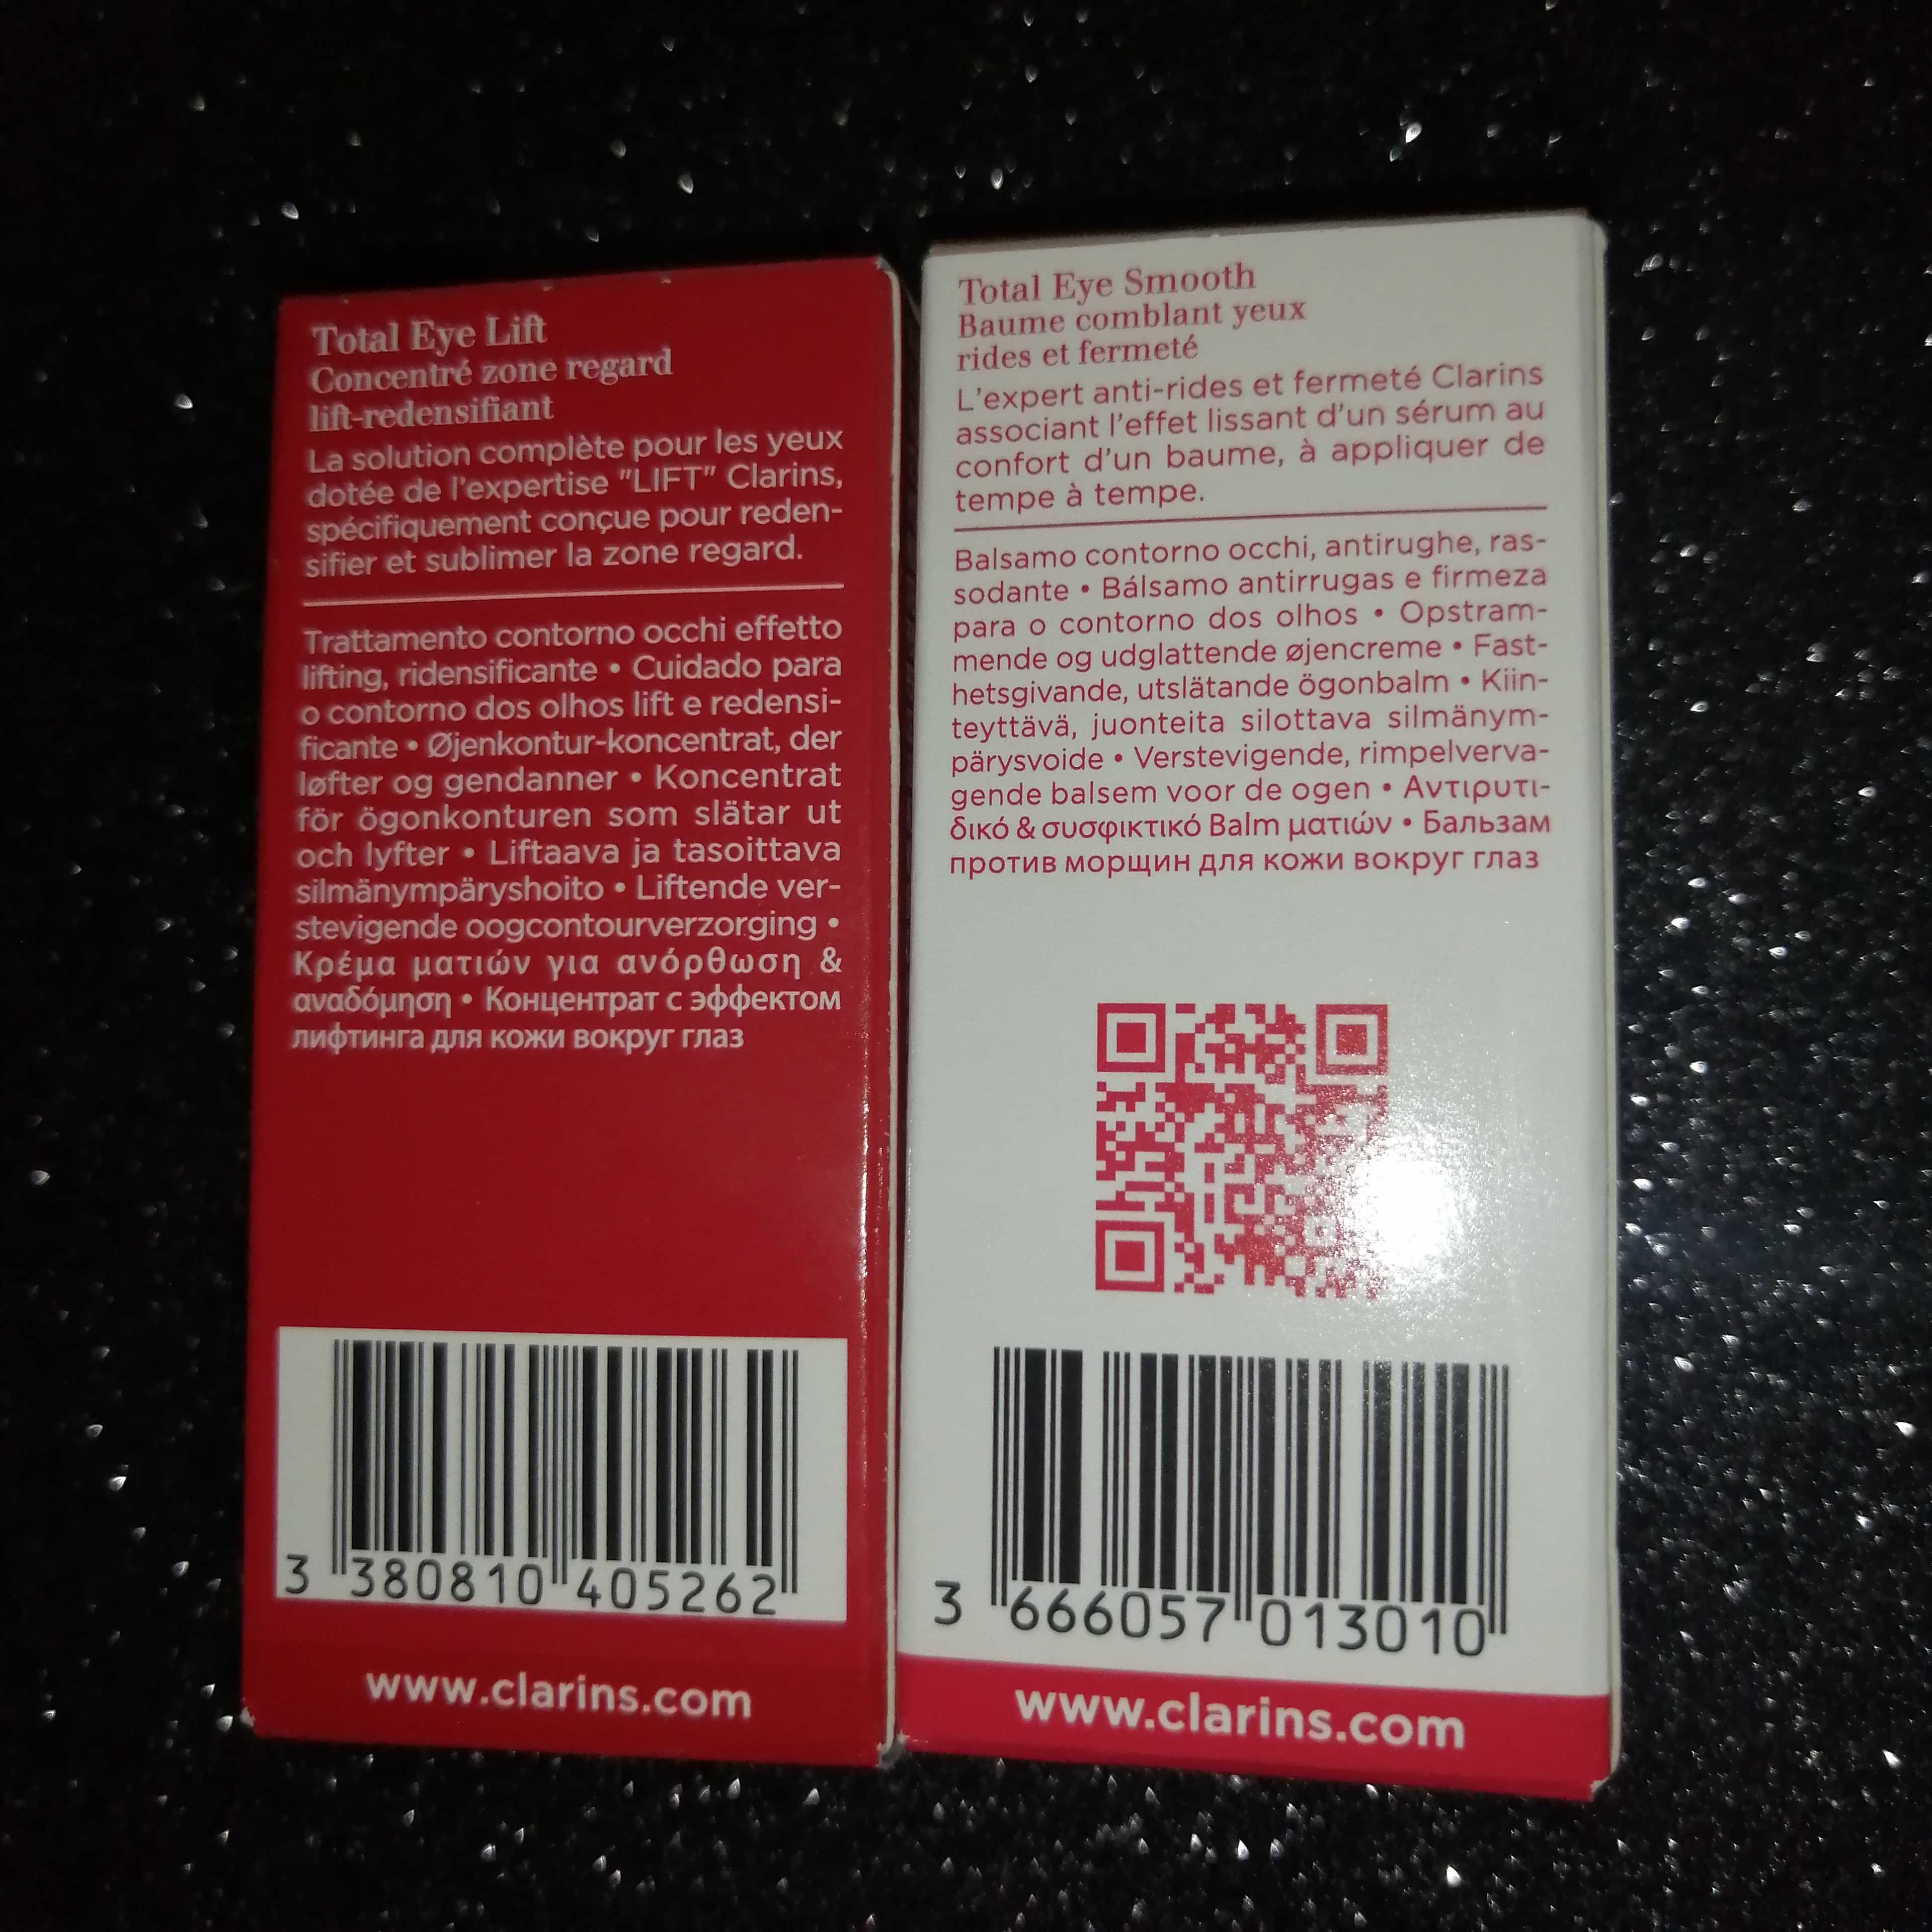 Total Eye Lift
Concentré zone regard
lift-redensifiant
La solution complète pour les yeux
dotée de l'expertise "LIFT" Clarins,
spécifiquement conçue pour reden-
sifier et sublimer la zone regard.
Trattamento contorno occhi effetto
lifting, ridensificante • Cuidado para
o contorno dos olhos lift e redensi-
ficante • Øjenkontur-koncentrat, der
løfter og gendanner • Koncentrat
för ögonkonturen som slätar ut
och lyfter • Liftaava ja tasoittava
silmänympäryshoito • Liftende ver-
stevigende oogcontourverzorging •
Κρέμα ματιών για ανόρθωση &
αναδόμηση • Концентрат с эффектом
лифтинга для кожи вокруг глаз
3 380810 405262
www.clarins.com
Total Eye Smooth
Baume comblant yeux
rides et fermeté
L'expert anti-rides et fermeté Clarins
associant l'effet lissant d'un sérum au
confort d'un baume, à appliquer de
tempe à tempe.
Balsamo contorno occhi, antirughe, ras-
sodante • Bálsamo antirrugas e firmeza
para o contorno dos olhos • Opstram-
mende og udglattende øjencreme • Fast-
hetsgivande, utslätande ögonbalm • Kiin-
teyttävä, juonteita silottava silmänym-
pärysvoide • Verstevigende, rimpelverva-
gende balsem voor de ogen • Αντιρυτι-
δικό & συσφικτικό Balm ματιών • Бальзам
против морщин для кожи вокруг глаз
3 666057 013010
www.clarins.com